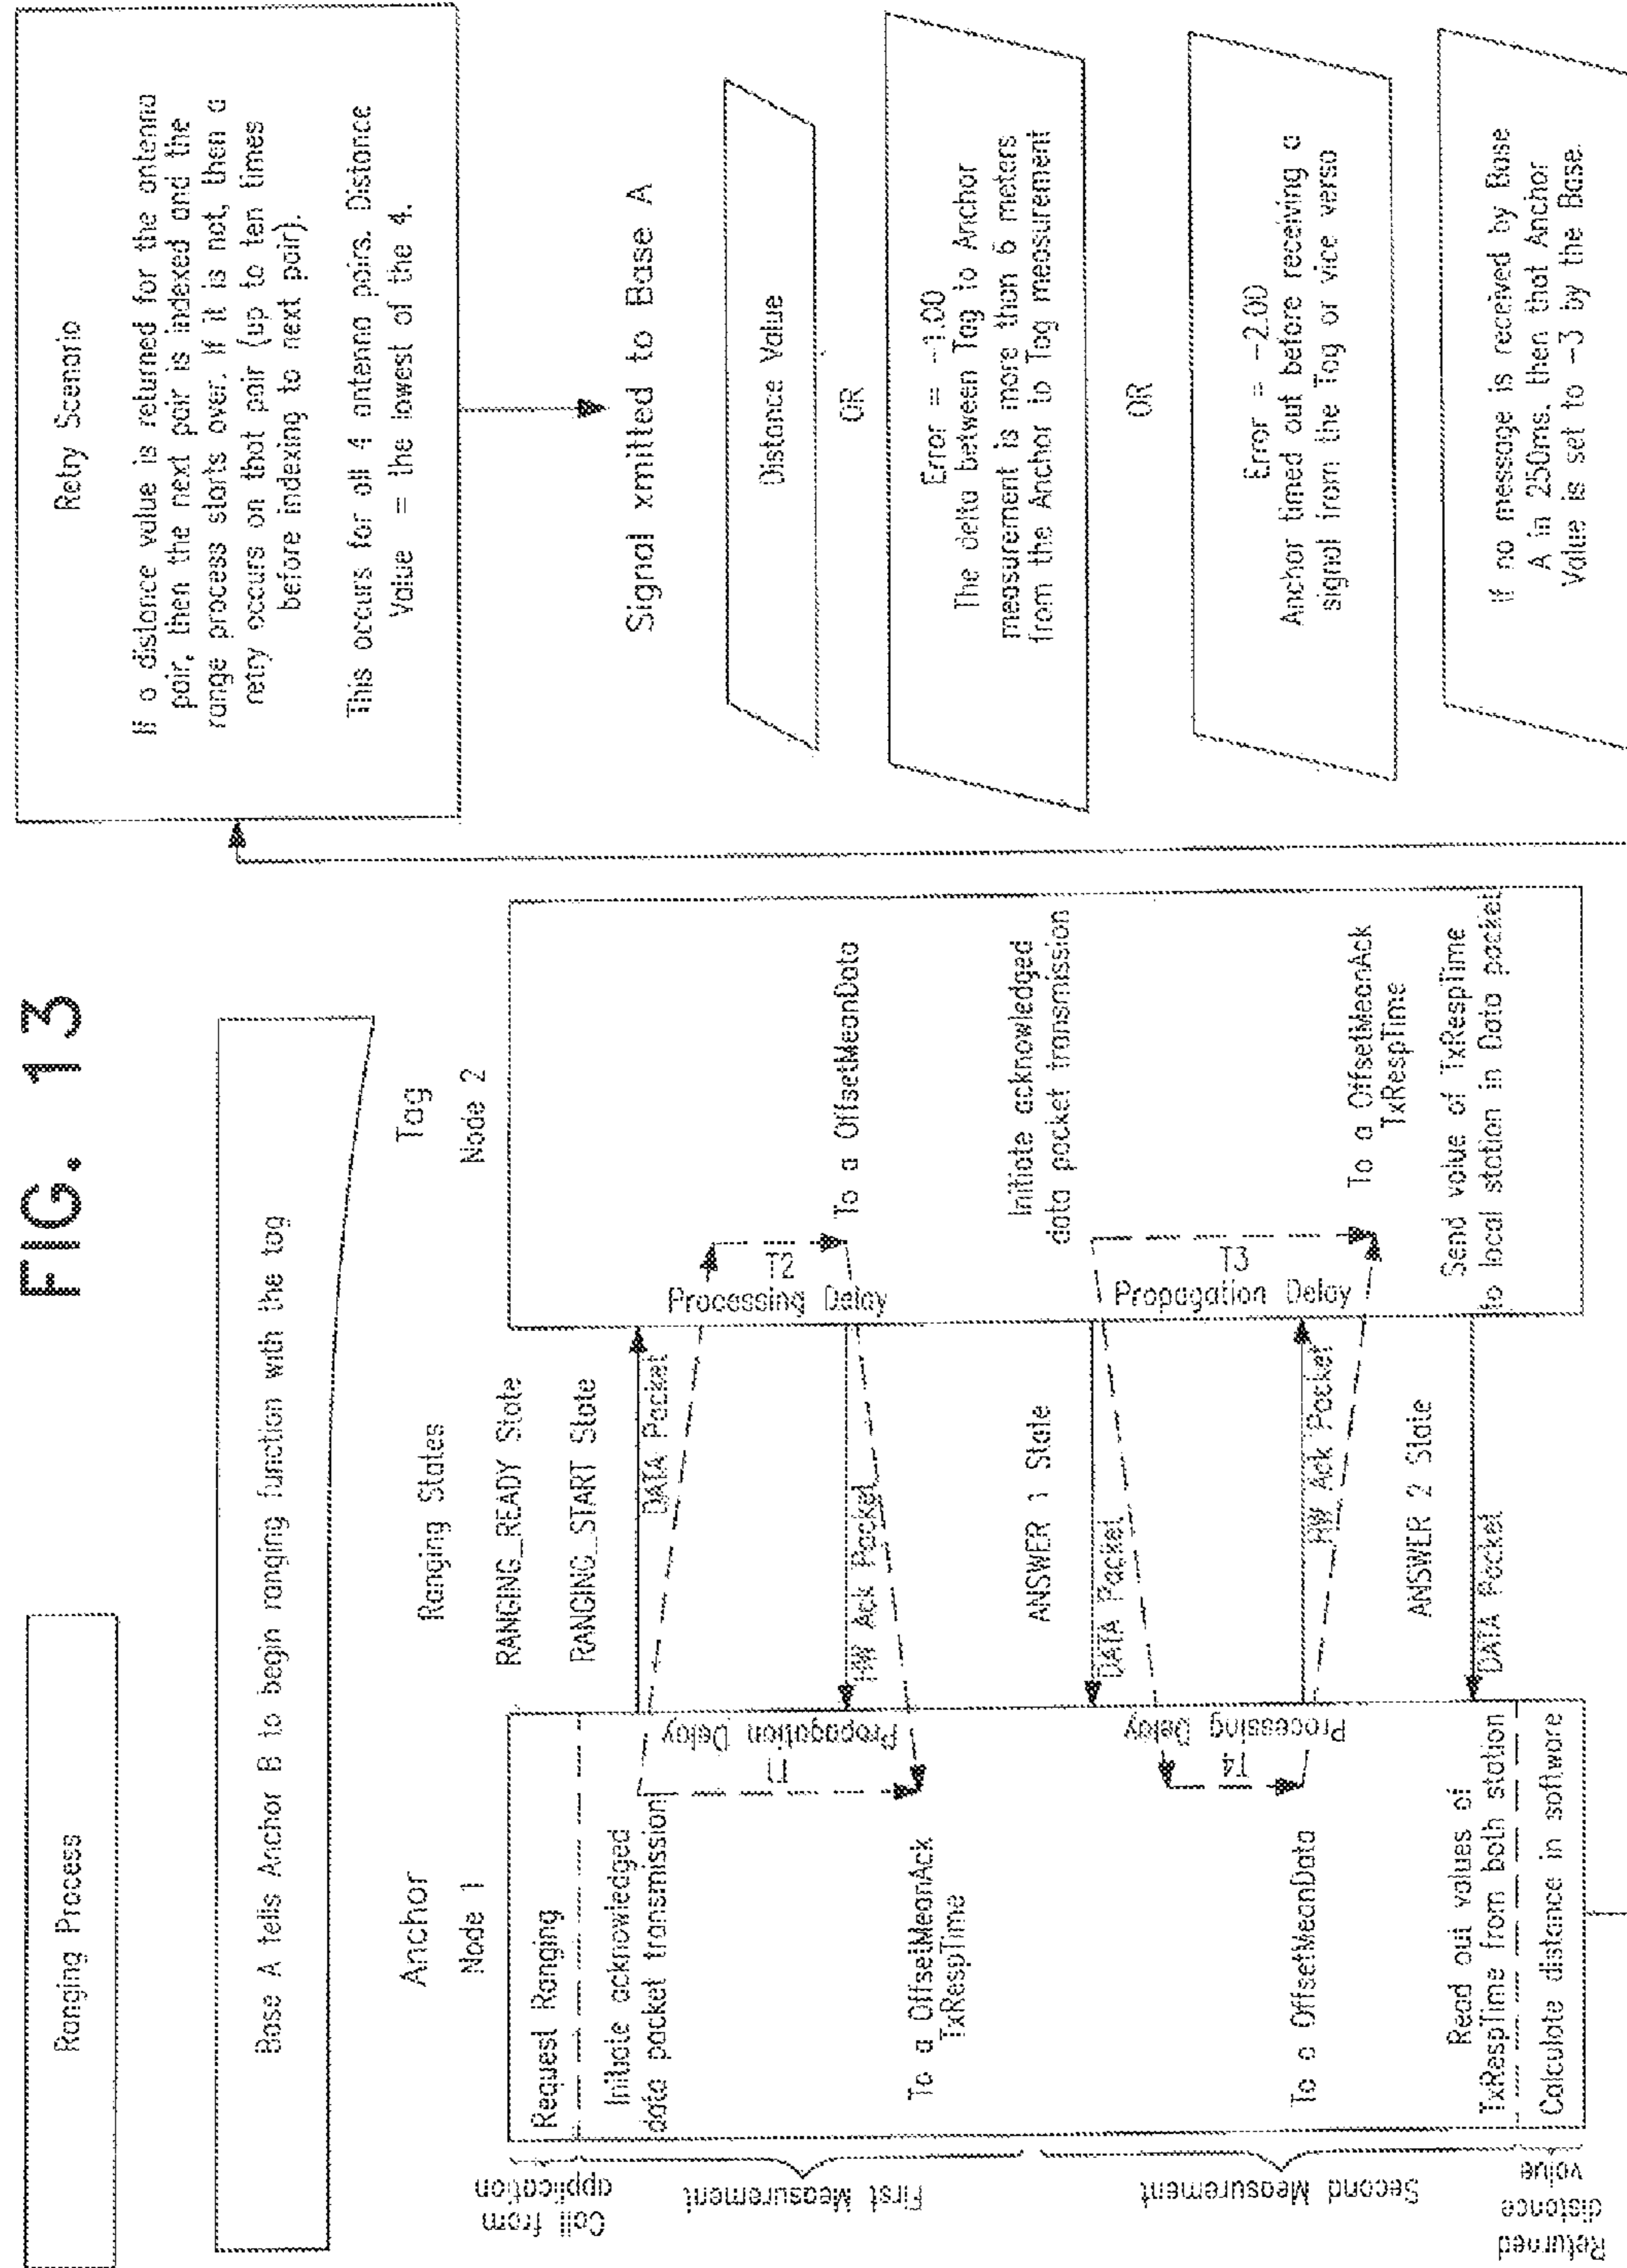 FIG. 13
Ranging Process
Base A tells Anchor B to begin ranging function with the tag
Anchor
Node 1
Ranging States
Tag
Node 2
Call from
application
First Measurement
Second Measurement
Returned
distance
value
Request Ranging
Initiate acknowledged
data packet transmission
To a OffsetMeanAck
TxRespTime
To a OffsetMeanData
Read out values of
TxRespTime from both station
Calculate distance in software
T1
Propagation Delay
T4
Processing Delay
RANGING_READY State
RANGING_START State
DATA Packet
HW Ack Packet
ANSWER 1 State
DATA Packet
HW Ack Packet
ANSWER 2 State
DATA Packet
T2
Processing Delay
To a OffsetMeanData
Initiate acknowledged
data packet transmission
T3
Propagation Delay
To a OffsetMeanAck
TxRespTime
Send value of TxRespTime
to local station in Data packet
Retry Scenario
If a distance value is returned for the antenna
pair, then the next pair is indexed and the
range process starts over. If it is not, then a
retry occurs on that pair (up to ten times
before indexing to next pair).
This occurs for all 4 antenna pairs. Distance
Value = the lowest of the 4.
Signal xmitted to Base A
Distance Value
OR
Error = -1.00
The delta between Tag to Anchor
measurement is more than 6 meters
from the Anchor to Tag measurement
OR
Error = -2.00
Anchor timed out before receiving a
signal from the Tag or vice versa
If no message is received by Base
A in 250ms, then that Anchor
Value is set to -3 by the Base.